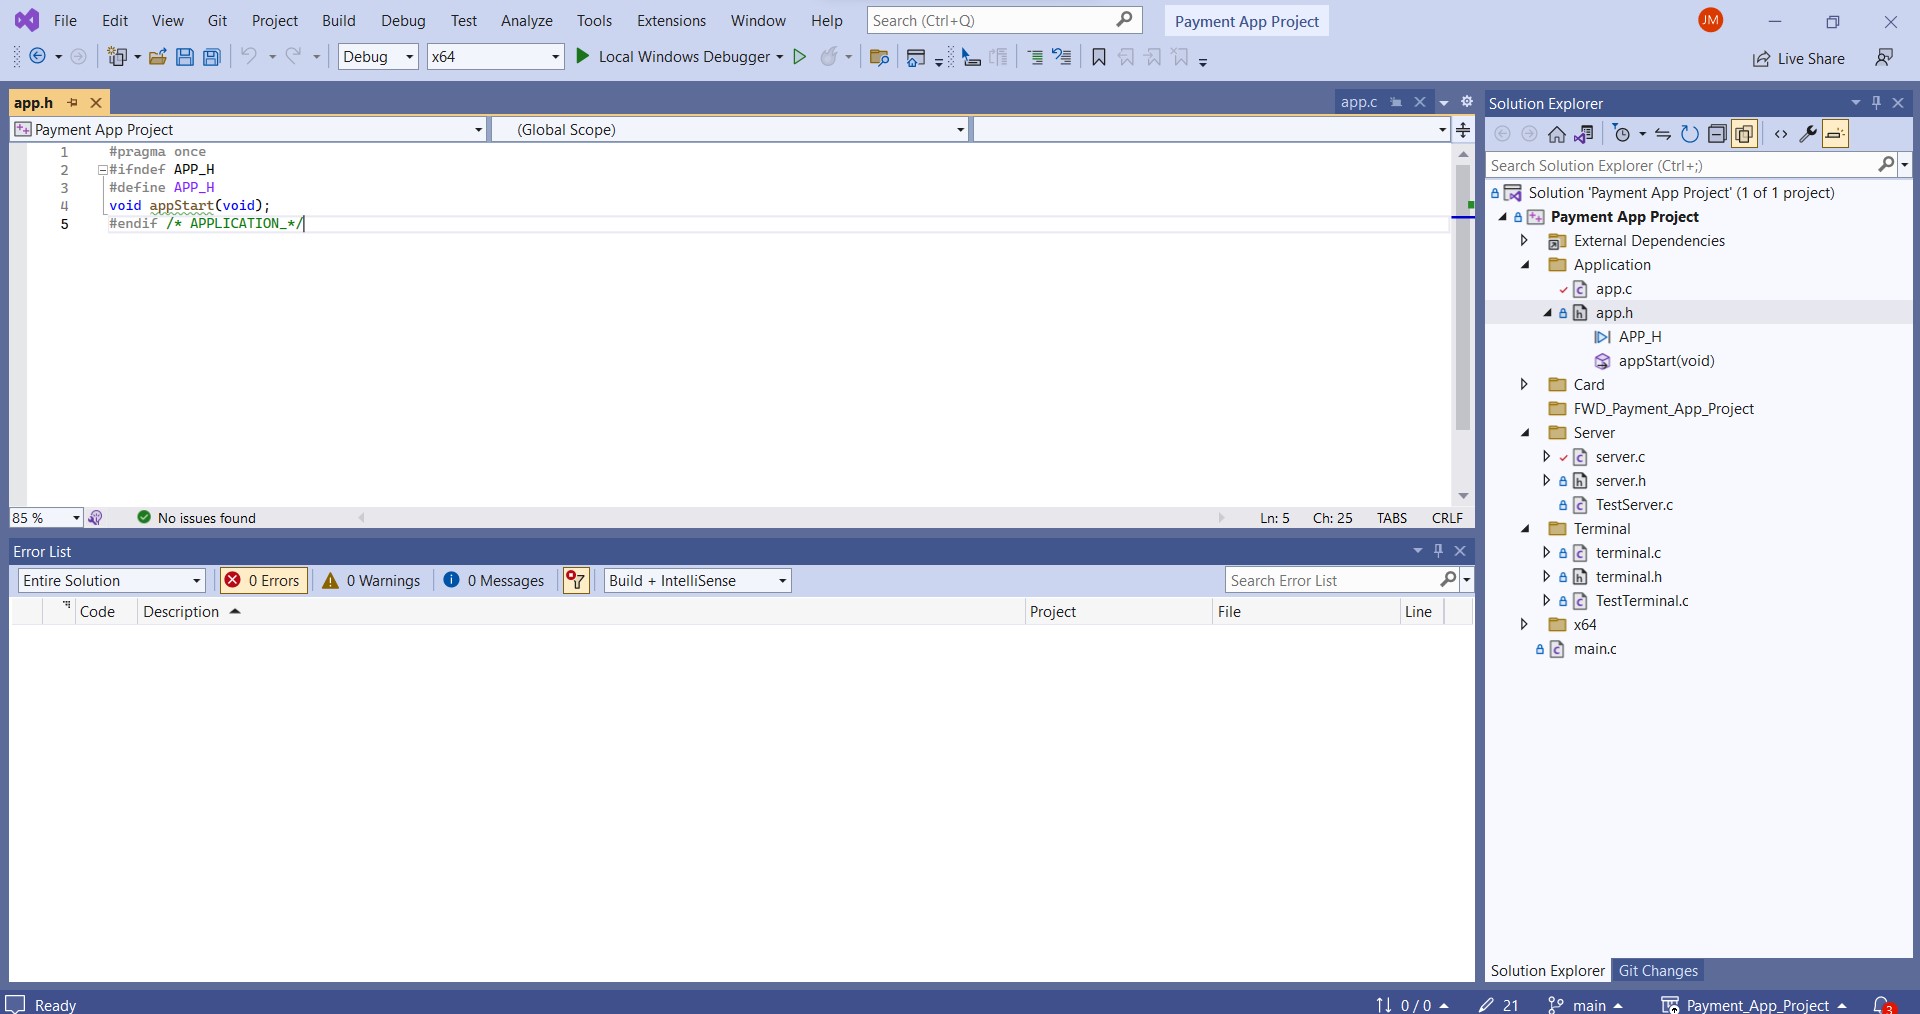 File Edit View Git Project Build Debug Test Analyze Tools Extensions Window Help Search (Ctrl+Q) Payment App Project JM
Debug x64 Local Windows Debugger Live Share
app.h app.c
Payment App Project (Global Scope)
1 #pragma once
2 #ifndef APP_H
3 #define APP_H
4 void appStart(void);
5 #endif /* APPLICATION_*/
85 % No issues found Ln: 5 Ch: 25 TABS CRLF
Error List
Entire Solution 0 Errors 0 Warnings 0 Messages Build + IntelliSense Search Error List
Code Description Project File Line
Solution Explorer
Search Solution Explorer (Ctrl+;)
Solution 'Payment App Project' (1 of 1 project)
Payment App Project
External Dependencies
Application
app.c
app.h
APP_H
appStart(void)
Card
FWD_Payment_App_Project
Server
server.c
server.h
TestServer.c
Terminal
terminal.c
terminal.h
TestTerminal.c
x64
main.c
Solution Explorer Git Changes
Ready 0 / 0 21 main Payment_App_Project 3